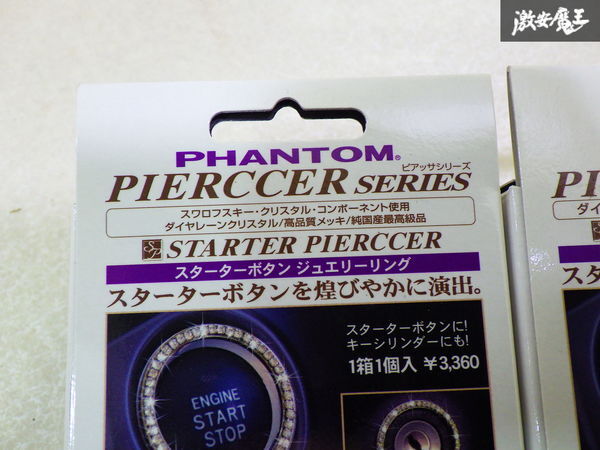 激安魔王
PHANTOM®
ピアッサシリーズ
PIERCCER SERIES
スワロフスキー・クリスタル・コンポーネント使用
ダイヤレーンクリスタル/高品質メッキ/純国産最高級品
STARTER PIERCCER
スターターボタン ジュエリーリング
スターターボタンを煌びやかに演出。
スターターボタンに!
キーシリンダーにも!
1箱1個入 ¥3,360
ENGINE
START
STOP
PI
ダイ
スタ
ス